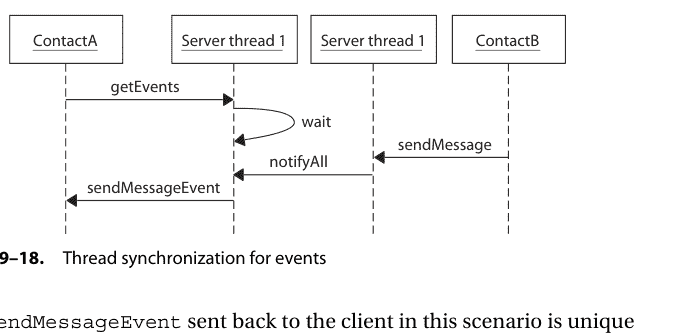 ContactA
Server thread 1
Server thread 1
ContactB
getEvents
wait
sendMessage
notifyAll
sendMessageEvent
9–18. Thread synchronization for events
endMessageEvent sent back to the client in this scenario is unique